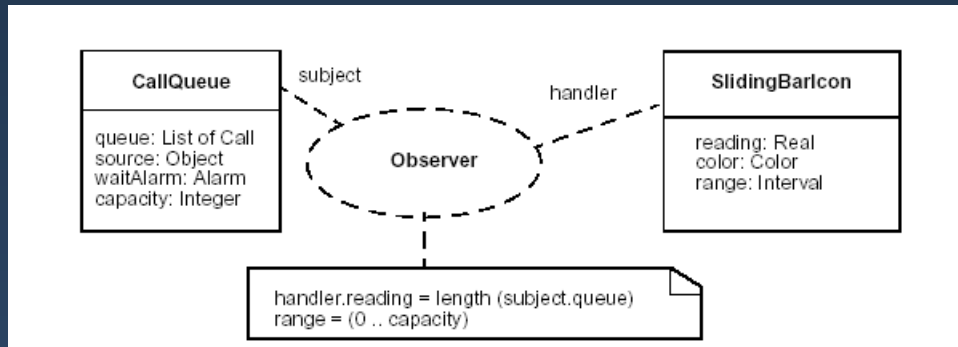 CallQueue
queue: List of Call
source: Object
waitAlarm: Alarm
capacity: Integer
subject
Observer
handler
SlidingBarIcon
reading: Real
color: Color
range: Interval
handler.reading = length (subject.queue)
range = (0 .. capacity)